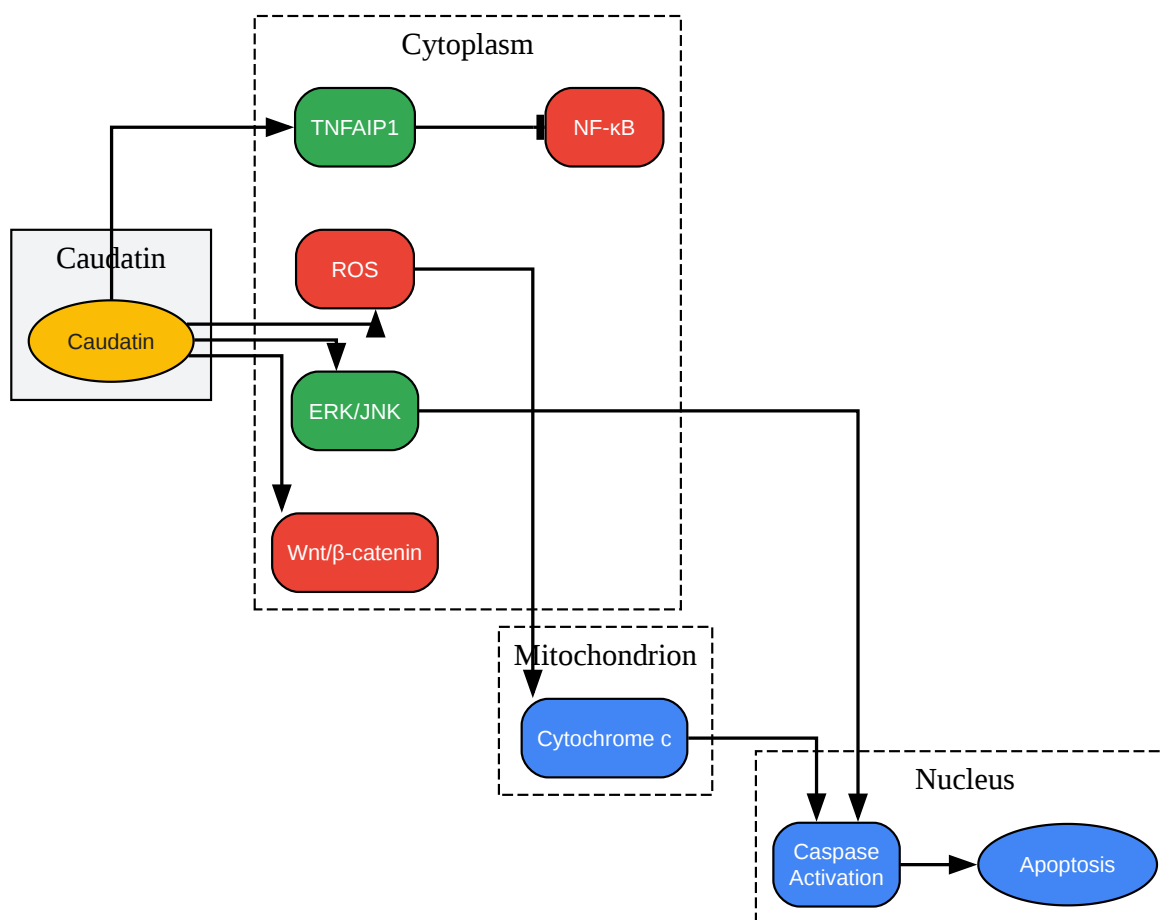 Cytoplasm
TNFAIP1
NF-κB
Caudatin
ROS
Caudatin
ERK/JNK
Wnt/β-catenin
Mitochondrion
Cytochrome c
Nucleus
Caspase
Activation
Apoptosis